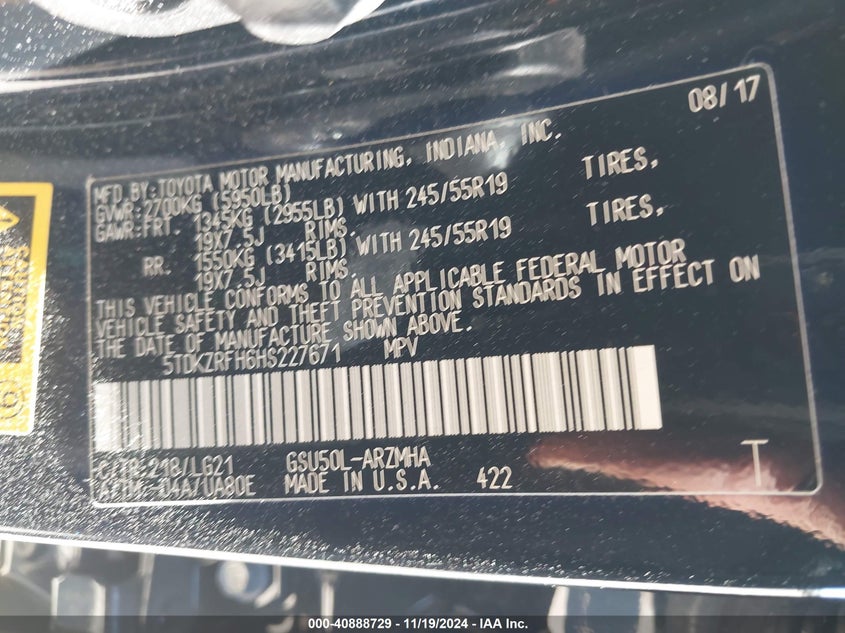 08/17
MFD BY:TOYOTA MOTOR MANUFACTURING, INDIANA, INC.
GVWR:2700KG (5950LB)
GAWR:FRT. 1345KG (2955LB) WITH 245/55R19 TIRES,
19X7.5J RIMS.
RR. 1550KG (3415LB) WITH 245/55R19 TIRES,
19X7.5J RIMS.
THIS VEHICLE CONFORMS TO ALL APPLICABLE FEDERAL MOTOR
VEHICLE SAFETY AND THEFT PREVENTION STANDARDS IN EFFECT ON
THE DATE OF MANUFACTURE SHOWN ABOVE.
5TDKZRFH6HS227671 MPV
C/TR:218/LG21 GSU50L-ARZMHA T
A/TM:-04A/UA80E MADE IN U.S.A. 422
000-40888729 - 11/19/2024 - IAA Inc.